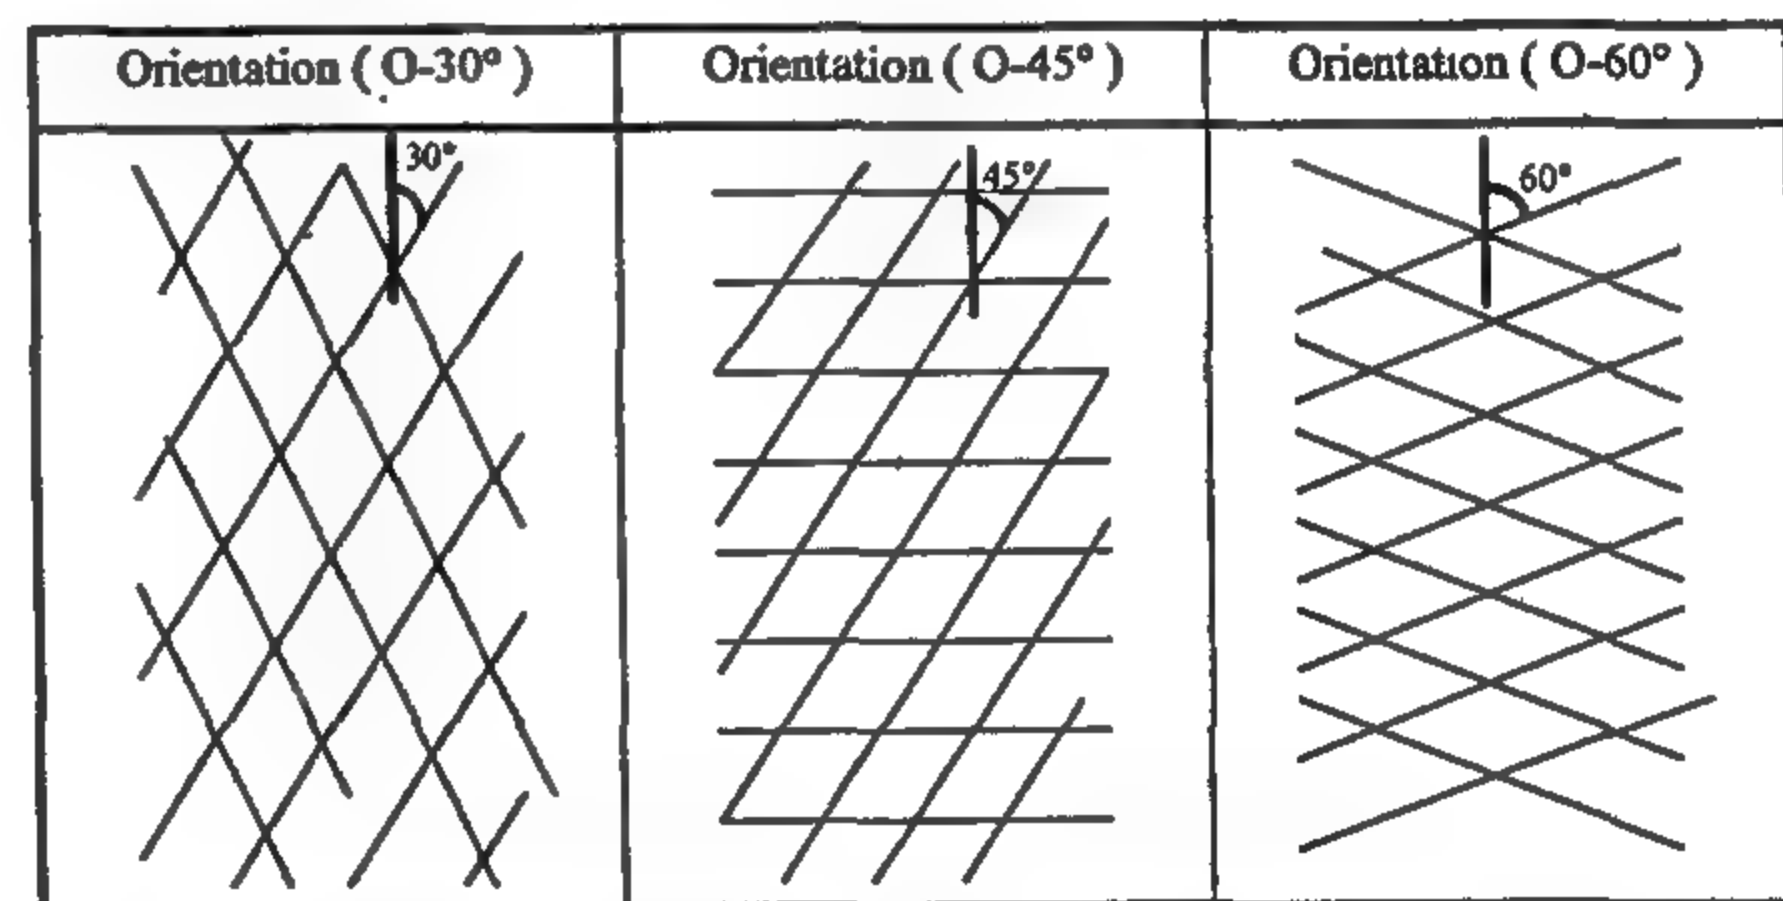 Orientation ( O-30° )
Orientation ( O-45° )
Orientation ( O-60° )
30°
45°
60°